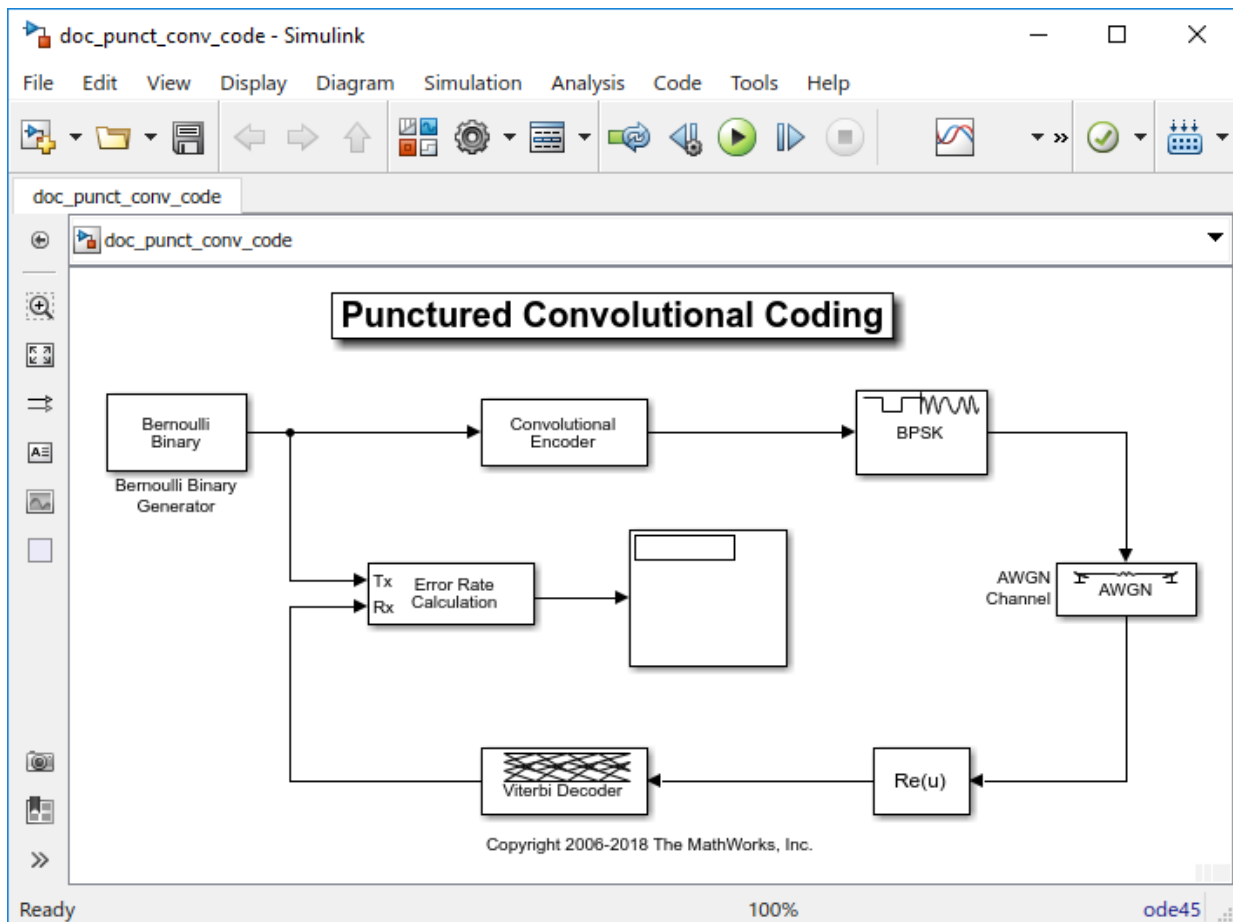 doc_punct_conv_code - Simulink
File Edit View Display Diagram Simulation Analysis Code Tools Help
doc_punct_conv_code
doc_punct_conv_code
Punctured Convolutional Coding
Bernoulli
Binary
Bernoulli Binary
Generator
Convolutional
Encoder
BPSK
Tx
Rx
Error Rate
Calculation
AWGN
Channel
AWGN
Viterbi Decoder
Re(u)
Copyright 2006-2018 The MathWorks, Inc.
Ready 100% ode45